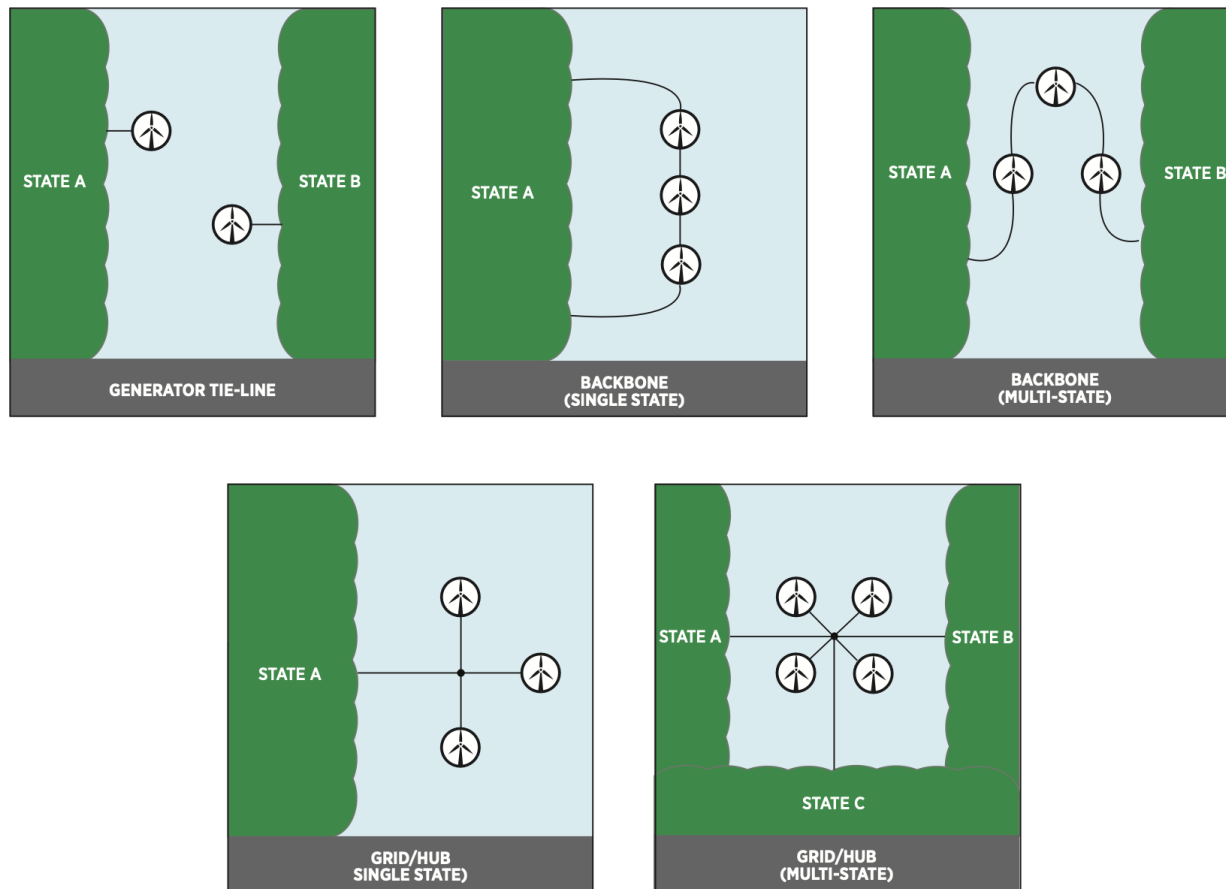 STATE A
STATE B
GENERATOR TIE-LINE
STATE A
BACKBONE
(SINGLE STATE)
STATE A
STATE B
BACKBONE
(MULTI-STATE)
STATE A
GRID/HUB
SINGLE STATE)
STATE A
STATE B
STATE C
GRID/HUB
(MULTI-STATE)